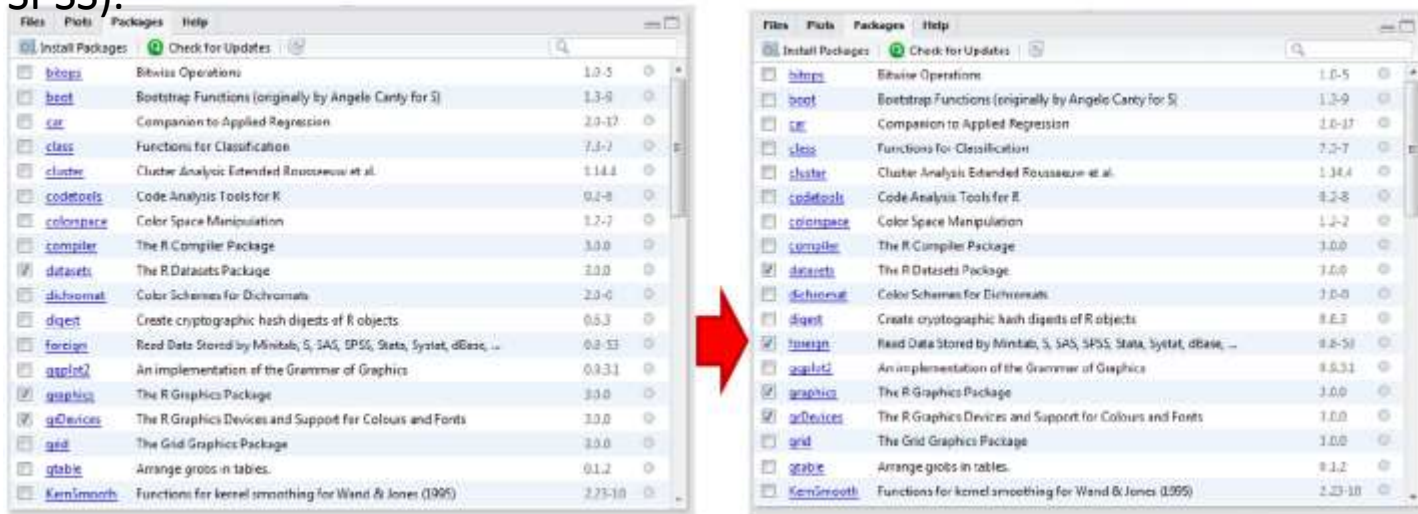 SPSS):
Files Plots Packages Help
Install Packages Check for Updates
bitops Bitwise Operations 1.0-5
boot Bootstrap Functions (originally by Angelo Canty for S) 1.3-9
car Companion to Applied Regression 2.0-17
class Functions for Classification 7.3-7
cluster Cluster Analysis Extended Rousseeuw et al. 1.14.4
codetools Code Analysis Tools for R 0.2-8
colorspace Color Space Manipulation 1.2-2
compiler The R Compiler Package 3.0.0
datasets The R Datasets Package 3.0.0
dichromat Color Schemes for Dichromats 2.0-0
digest Create cryptographic hash digests of R objects 0.6.3
foreign Read Data Stored by Minitab, S, SAS, SPSS, Stata, Systat, dBase, ... 0.8-53
ggplot2 An implementation of the Grammar of Graphics 0.9.3.1
graphics The R Graphics Package 3.0.0
grDevices The R Graphics Devices and Support for Colours and Fonts 3.0.0
grid The Grid Graphics Package 3.0.0
gtable Arrange grobs in tables. 0.1.2
KernSmooth Functions for kernel smoothing for Wand & Jones (1995) 2.23-10
Files Plots Packages Help
Install Packages Check for Updates
bitops Bitwise Operations 1.0-5
boot Bootstrap Functions (originally by Angelo Canty for S) 1.3-9
car Companion to Applied Regression 2.0-17
class Functions for Classification 7.3-7
cluster Cluster Analysis Extended Rousseeuw et al. 1.14.4
codetools Code Analysis Tools for R 0.2-8
colorspace Color Space Manipulation 1.2-2
compiler The R Compiler Package 3.0.0
datasets The R Datasets Package 3.0.0
dichromat Color Schemes for Dichromats 2.0-0
digest Create cryptographic hash digests of R objects 0.6.3
foreign Read Data Stored by Minitab, S, SAS, SPSS, Stata, Systat, dBase, ... 0.8-53
ggplot2 An implementation of the Grammar of Graphics 0.9.3.1
graphics The R Graphics Package 3.0.0
grDevices The R Graphics Devices and Support for Colours and Fonts 3.0.0
grid The Grid Graphics Package 3.0.0
gtable Arrange grobs in tables. 0.1.2
KernSmooth Functions for kernel smoothing for Wand & Jones (1995) 2.23-10